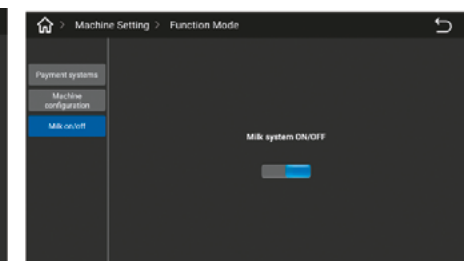 Machine Setting > Function Mode
Payment systems
Machine
configuration
Milk on/off
Milk system ON/OFF